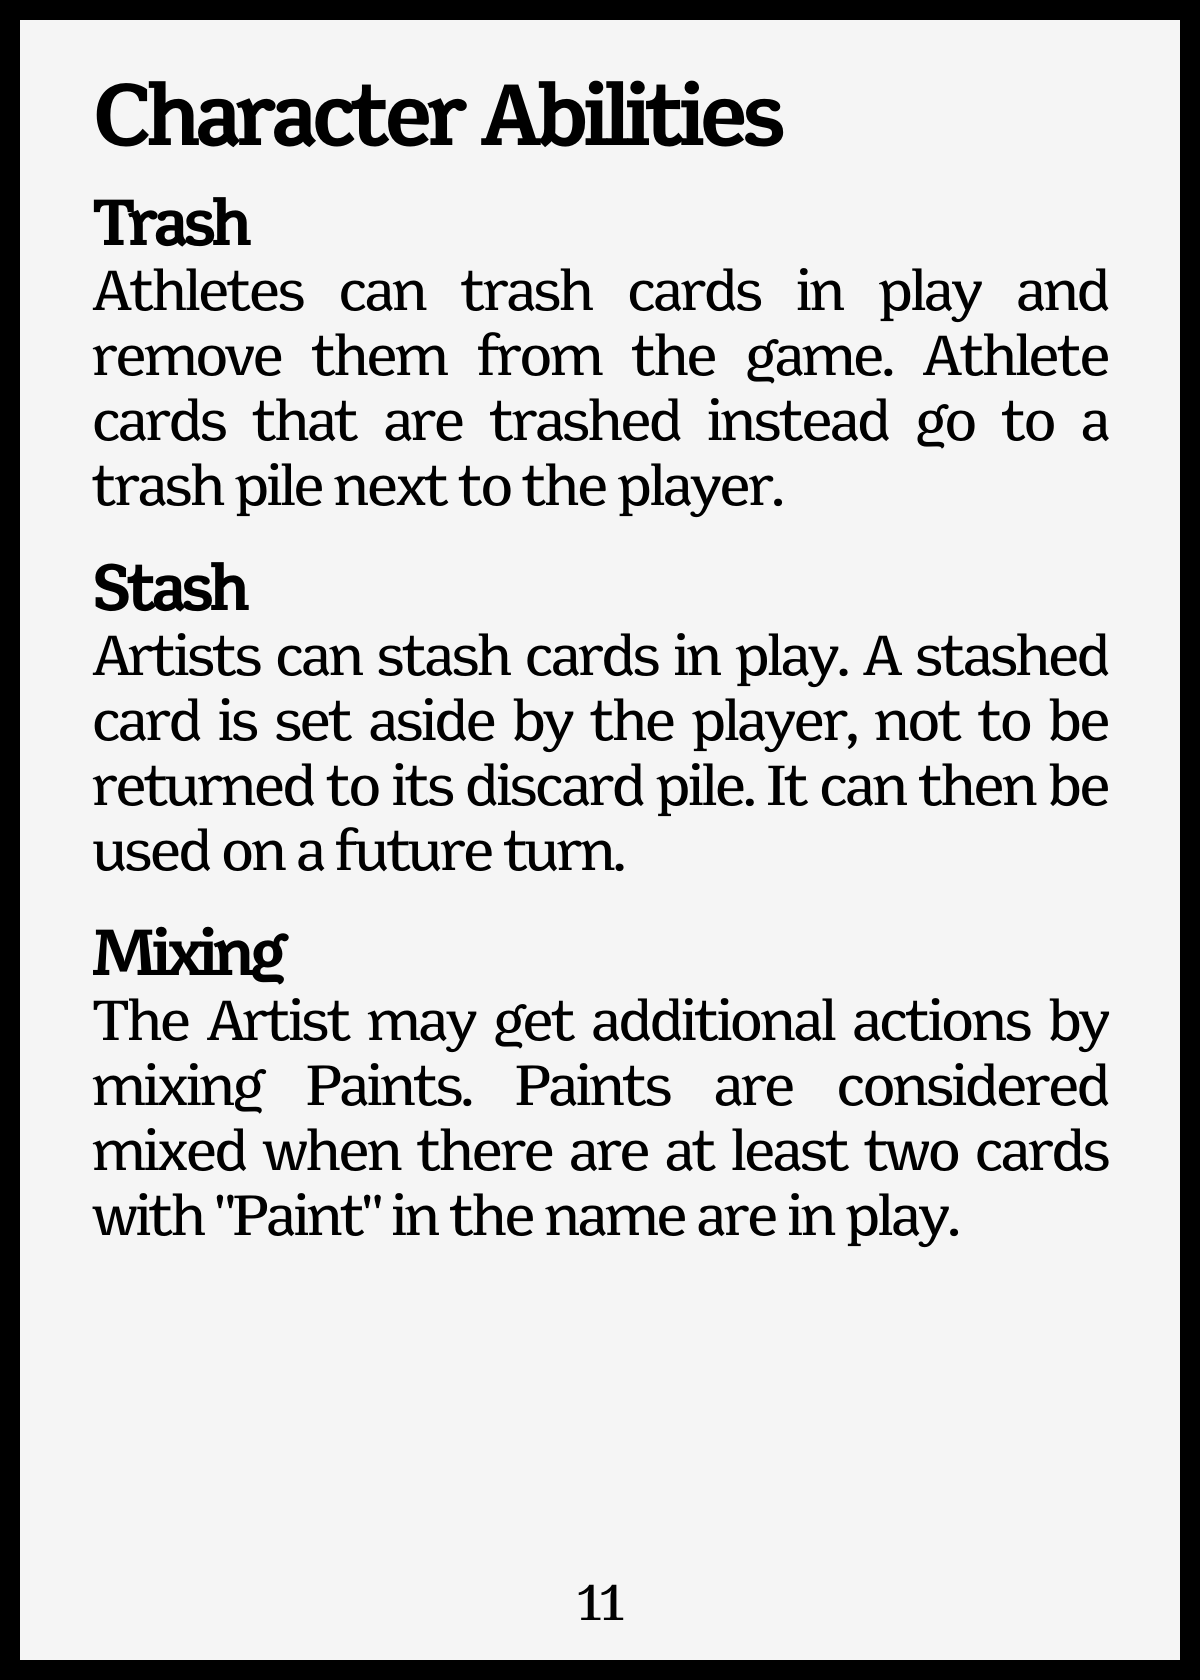 Character Abilities
Trash
Athletes can trash cards in play and
remove them from the game. Athlete
cards that are trashed instead go to a
trash pile next to the player.
Stash
Artists can stash cards in play. A stashed
card is set aside by the player, not to be
returned to its discard pile. It can then be
used on a future turn.
Mixing
The Artist may get additional actions by
mixing Paints. Paints are considered
mixed when there are at least two cards
with "Paint" in the name are in play.
11